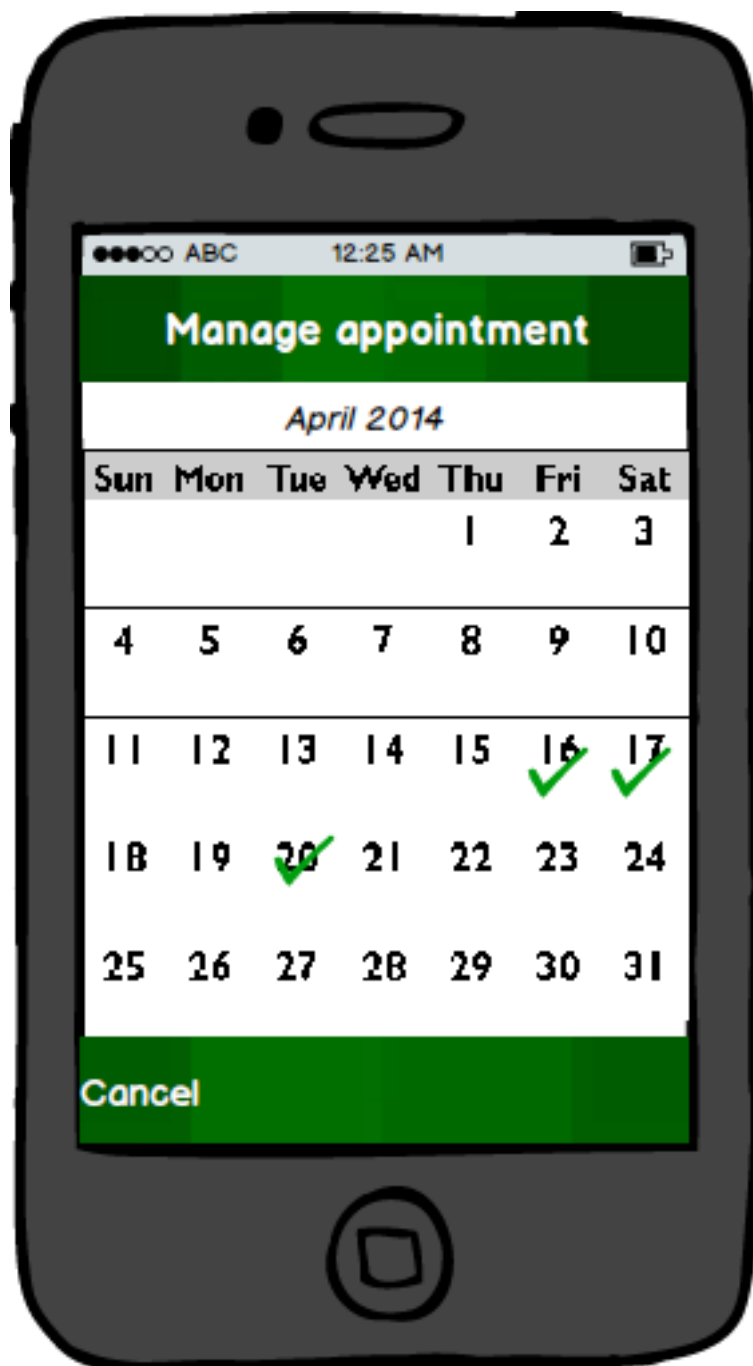 ABC 12:25 AM
Manage appointment
April 2014
Sun Mon Tue Wed Thu Fri Sat
1 2 3
4 5 6 7 8 9 10
11 12 13 14 15 16 17
18 19 20 21 22 23 24
25 26 27 28 29 30 31
Cancel